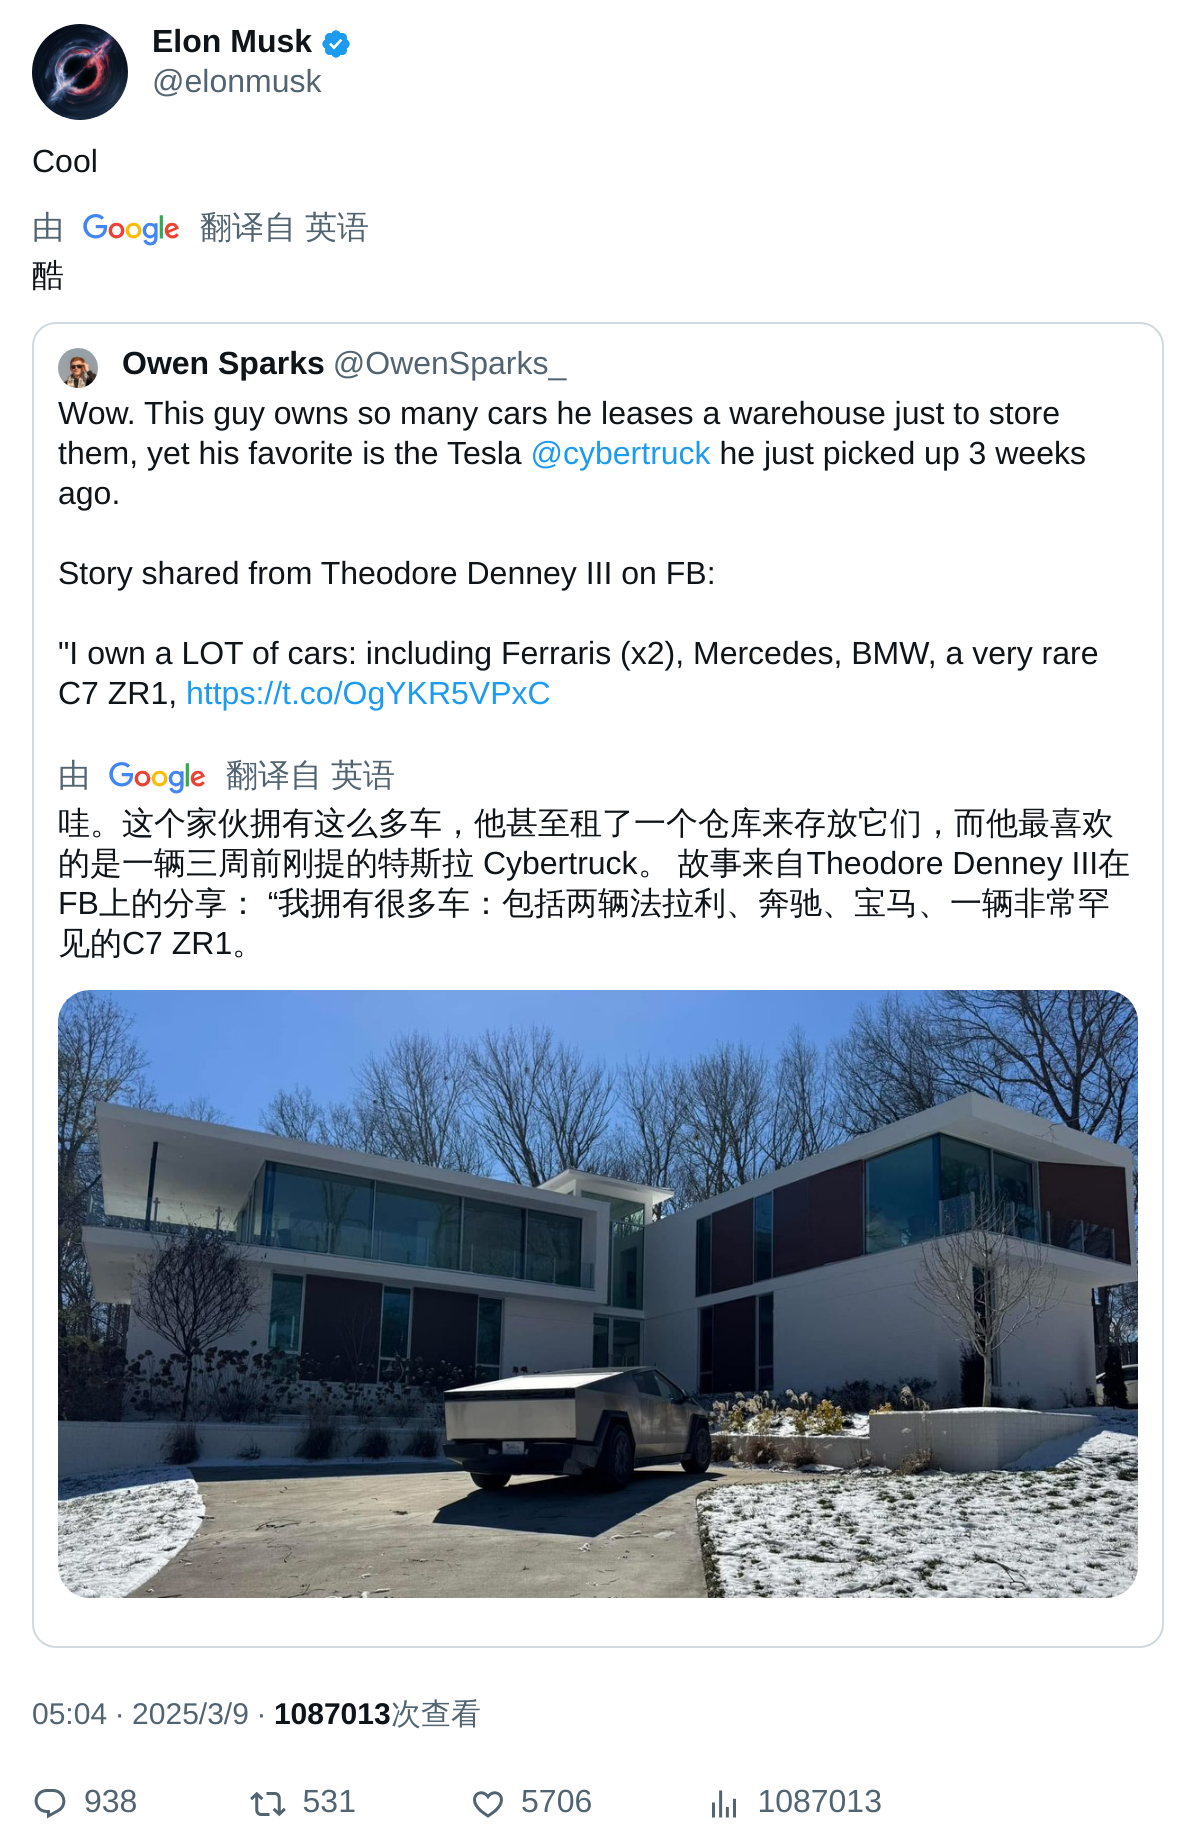 Elon Musk
@elonmusk
Cool
由 Google 翻译自 英语
酷
Owen Sparks @OwenSparks_
Wow. This guy owns so many cars he leases a warehouse just to store
them, yet his favorite is the Tesla @cybertruck he just picked up 3 weeks
ago.
Story shared from Theodore Denney III on FB:
"I own a LOT of cars: including Ferraris (x2), Mercedes, BMW, a very rare
C7 ZR1, https://t.co/OgYKR5VPxC
由 Google 翻译自 英语
哇。这个家伙拥有这么多车，他甚至租了一个仓库来存放它们，而他最喜欢
的是一辆三周前刚提的特斯拉 Cybertruck。 故事来自Theodore Denney III在
FB上的分享： “我拥有很多车：包括两辆法拉利、奔驰、宝马、一辆非常罕
见的C7 ZR1。
05:04 · 2025/3/9 · 1087013次查看
938 531 5706 1087013